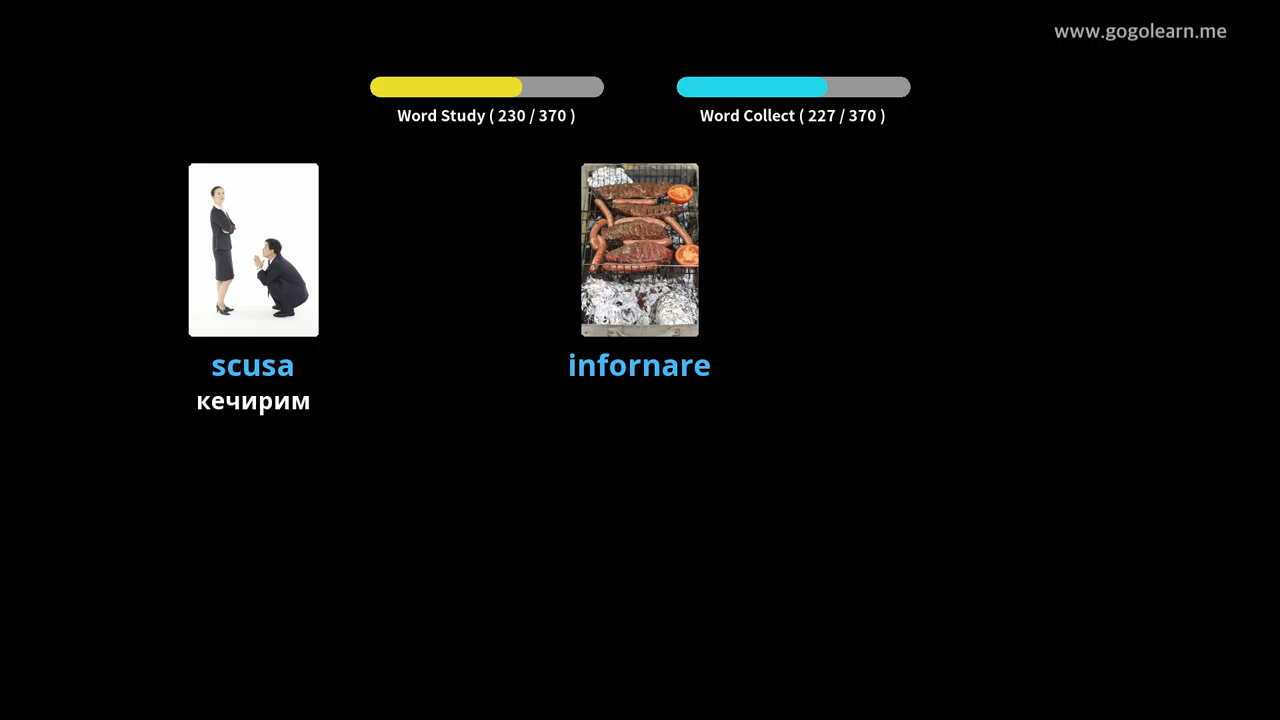 www.gogolearn.me
Word Study ( 230 / 370 )
Word Collect ( 227 / 370 )
scusa
кечирим
infornare